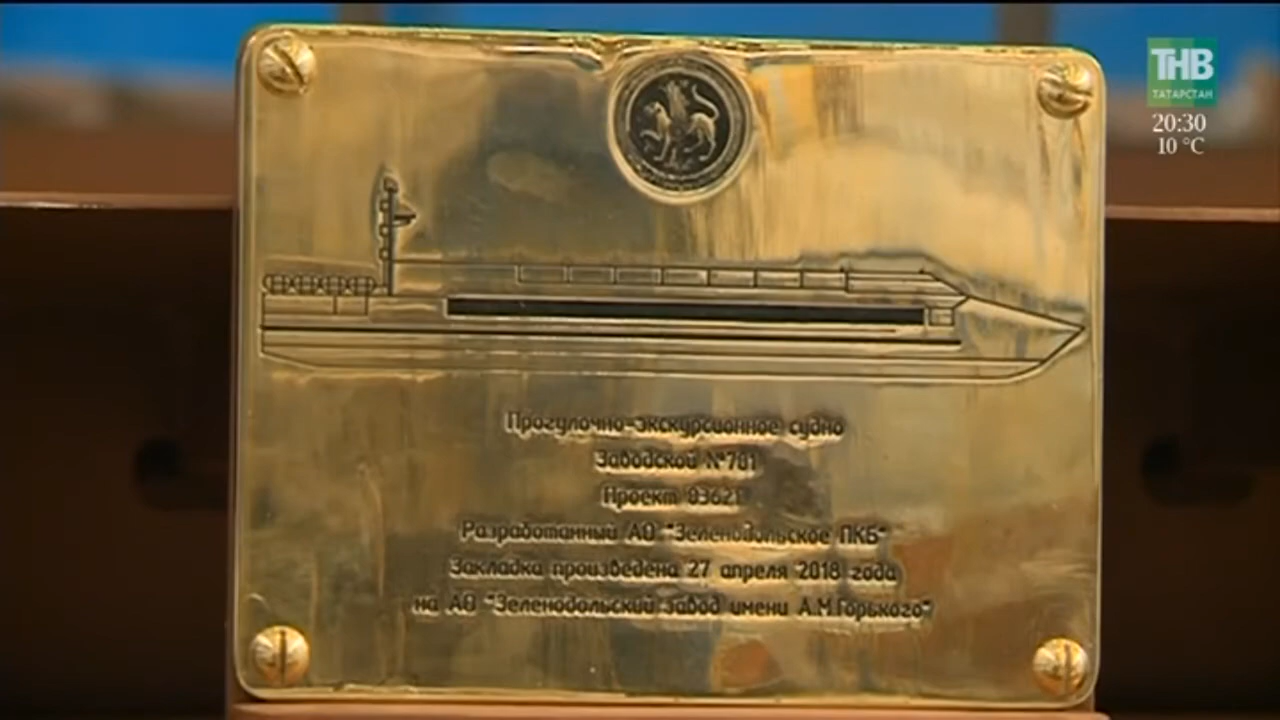 ТНВ
ТАТАРСТАН
20:30
10 °C
Прогулочно-экскурсионное судно
Заводской №781
Проект 03621
Разработанный АО "Зеленодольское ПКБ"
Закладка произведена 27 апреля 2018 года
на АО "Зеленодольский завод имени А.М.Горького"